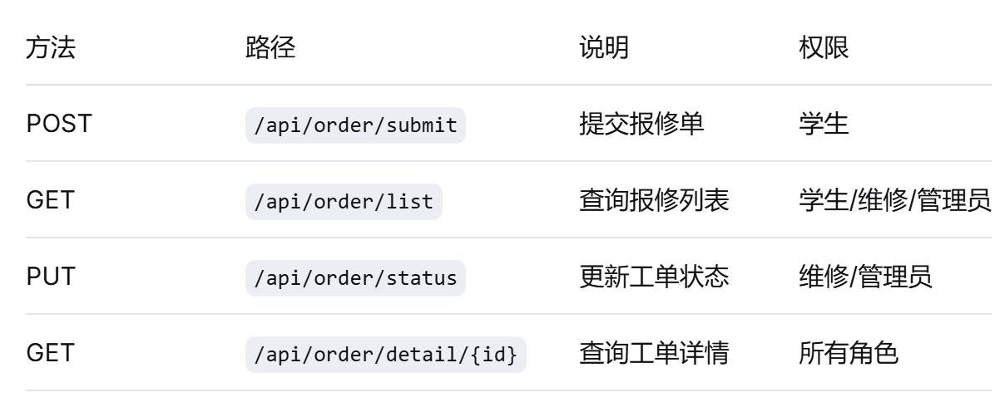 方法 路径 说明 权限
POST /api/order/submit 提交报修单 学生
GET /api/order/list 查询报修列表 学生/维修/管理员
PUT /api/order/status 更新工单状态 维修/管理员
GET /api/order/detail/{id} 查询工单详情 所有角色